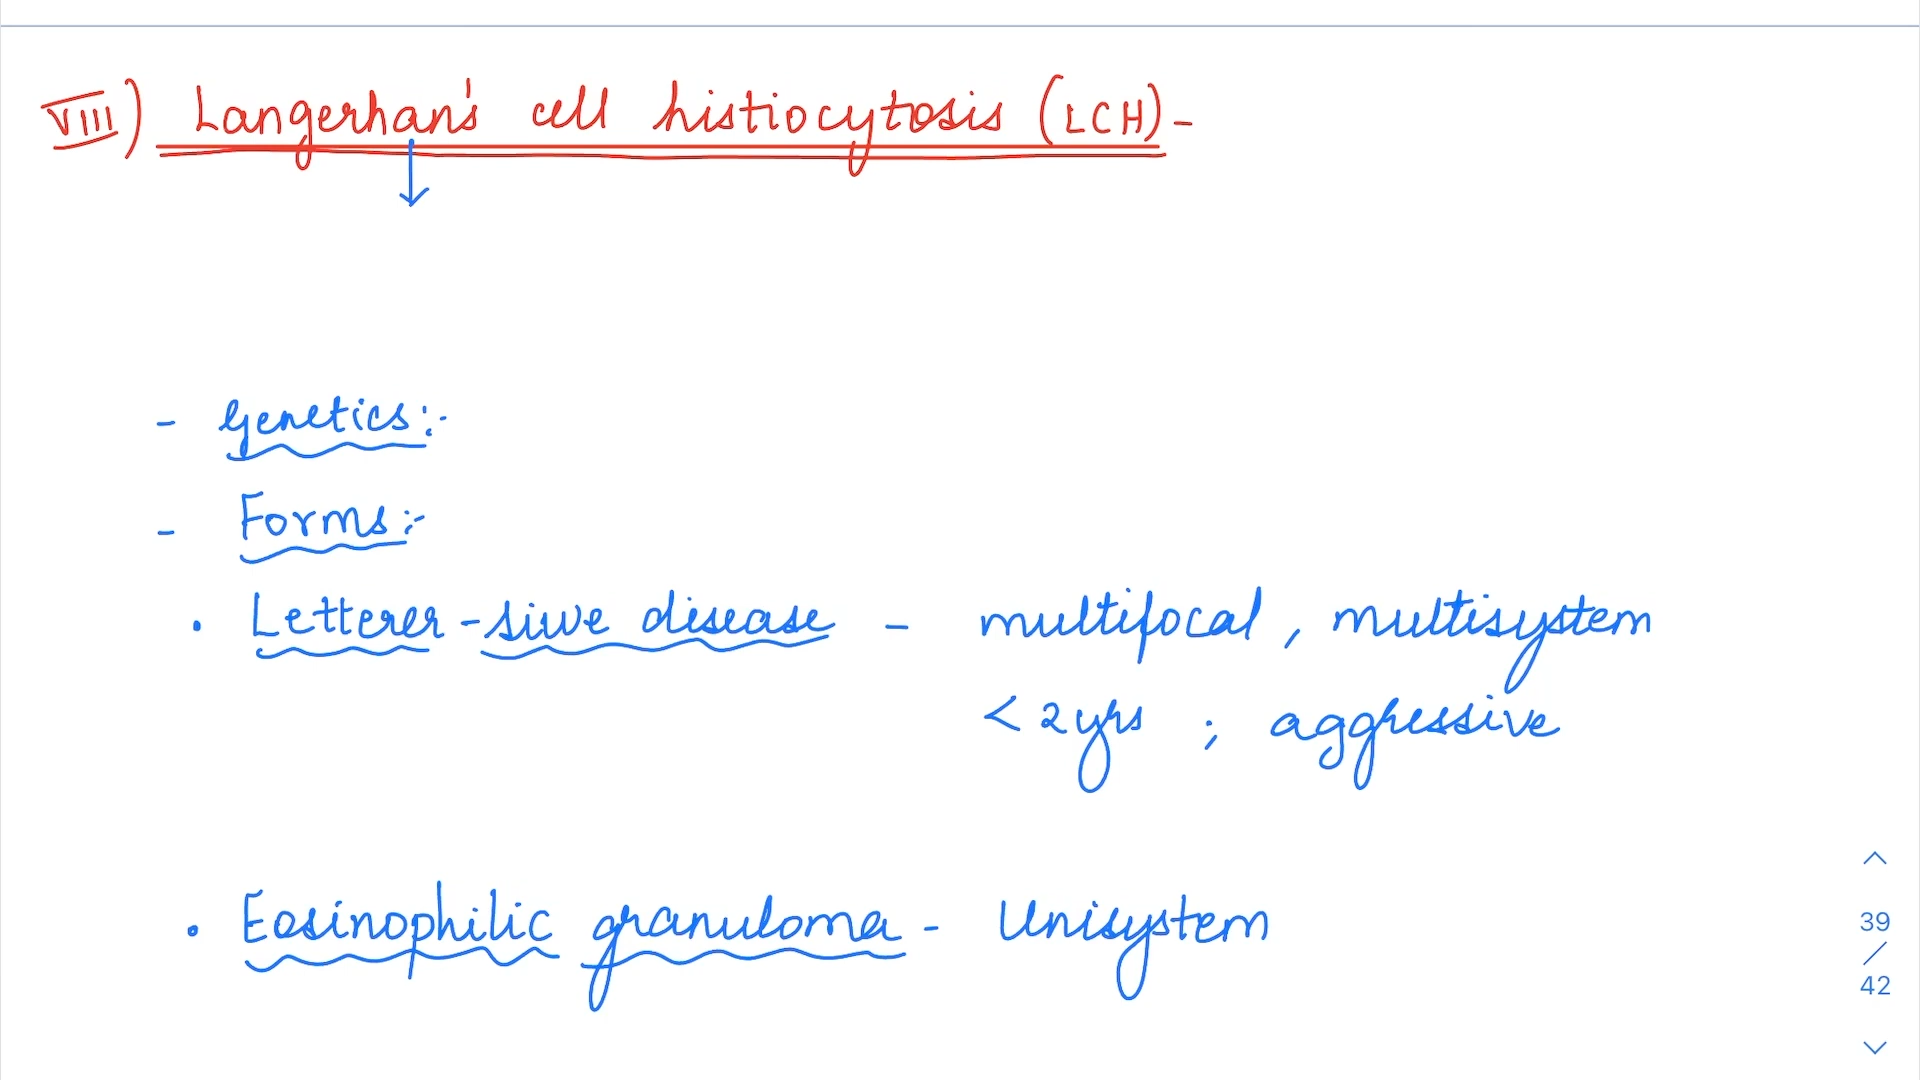 VIII) Langerhan's cell histiocytosis (LCH) -
- Genetics:-
- Forms:-
• Letterer-siwe disease - multifocal, multisystem
< 2yrs ; aggressive
• Eosinophilic granuloma - Unisystem
39
/
42